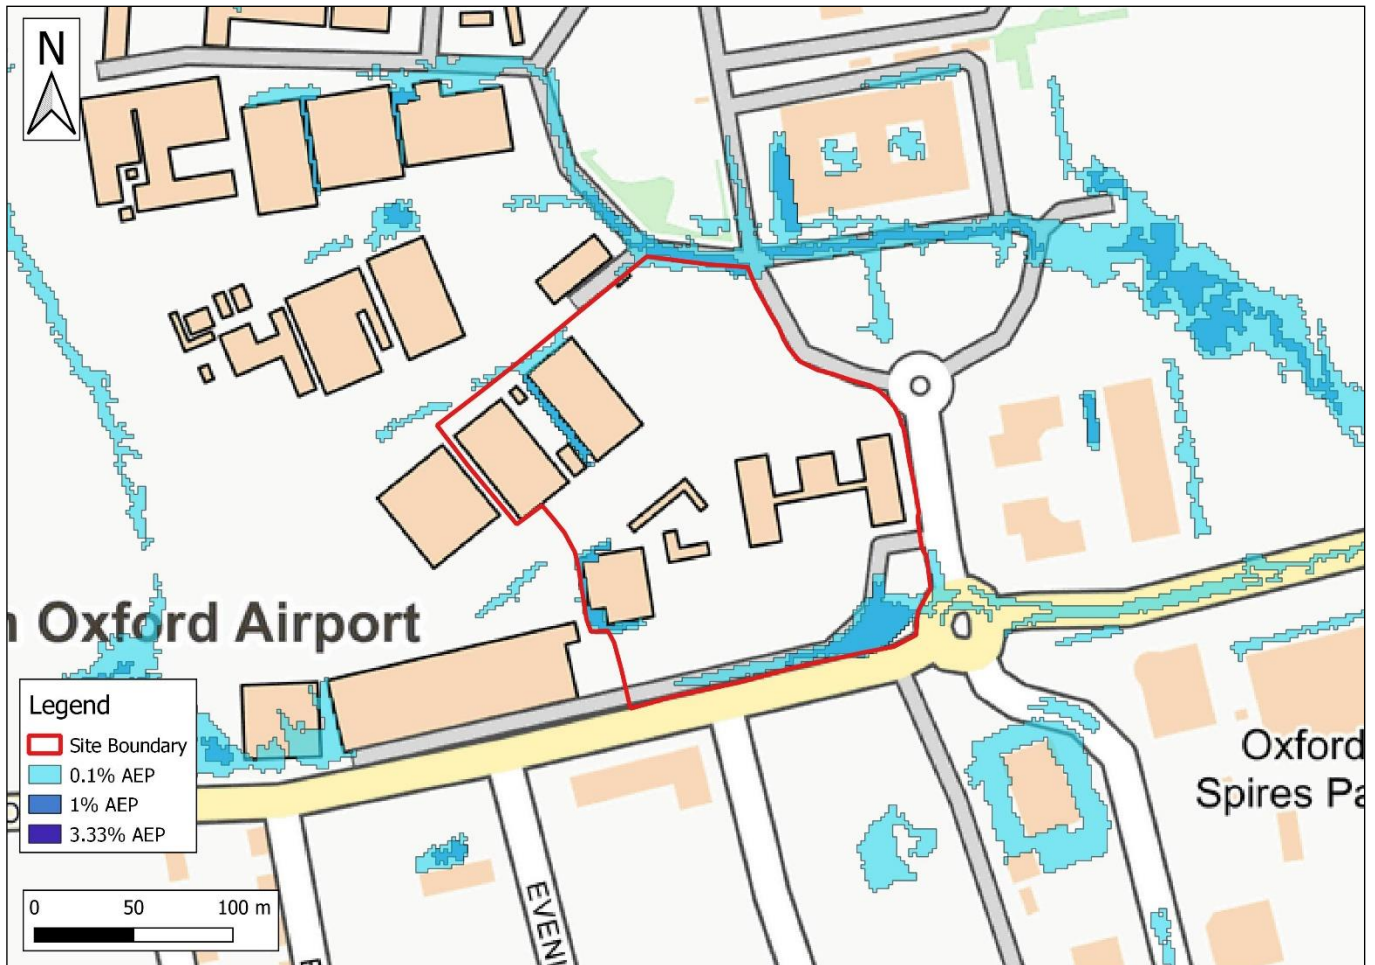 N
n Oxford Airport
Legend
Site Boundary
0.1% AEP
1% AEP
3.33% AEP
0 50 100 m
Oxford
Spires Pa
EVENI